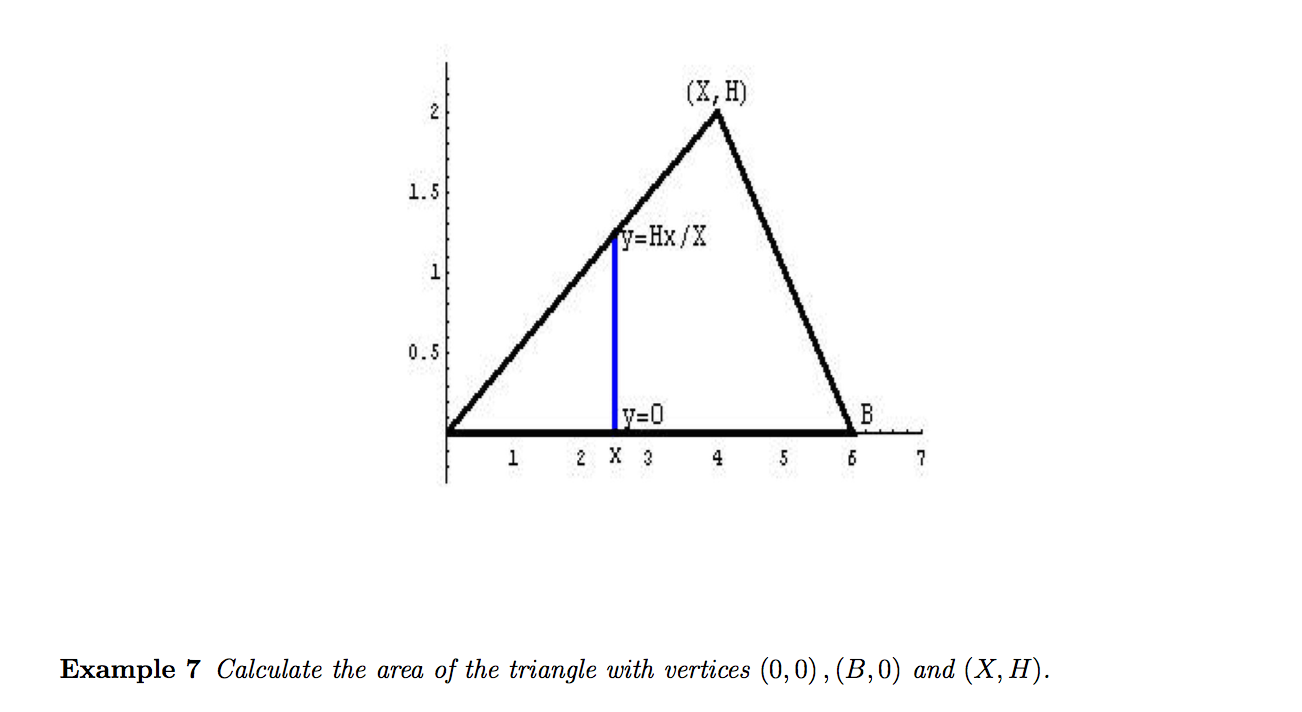 (X,H)
2
1.5
y=Hx/X
1
0.5
y=0 B
1 2 X 3 4 5 6 7
Example 7 Calculate the area of the triangle with vertices (0,0),(B,0) and (X,H).